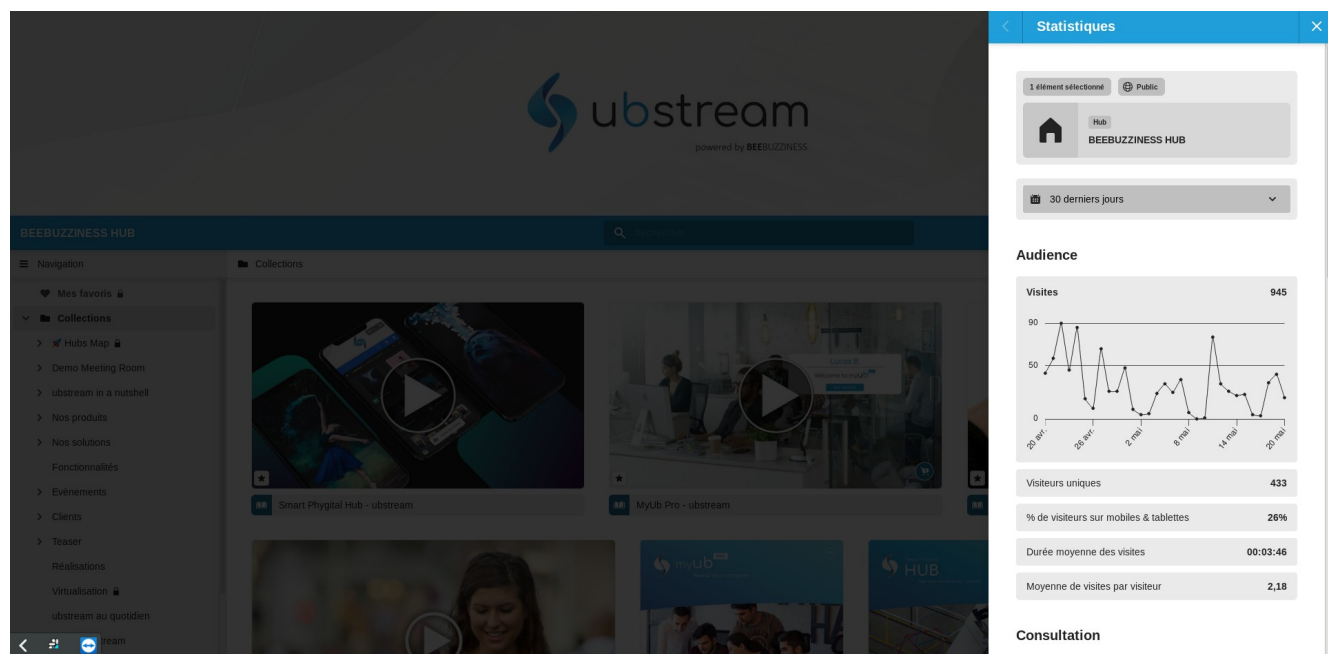 Statistiques
1 élément sélectionné
Public
Hub
BEEBUZZINESS HUB
30 derniers jours
Audience
Visites 945
90
50
0
20 avr.
26 avr.
2 mai
8 mai
14 mai
20 mai
Visiteurs uniques 433
% de visiteurs sur mobiles & tablettes 26%
Durée moyenne des visites 00:03:46
Moyenne de visites par visiteur 2,18
Consultation
ubstream
powered by BEEBUZZINESS
BEEBUZZINESS HUB
Navigation
Collections
Mes favoris
Collections
Hubs Map
Demo Meeting Room
ubstream in a nutshell
Nos produits
Nos solutions
Fonctionnalités
Evènements
Clients
Teaser
Réalisations
Virtualisation
ubstream au quotidien
ream
Smart Phygital Hub - ubstream
MyUb Pro - ubstream
myub
HUB